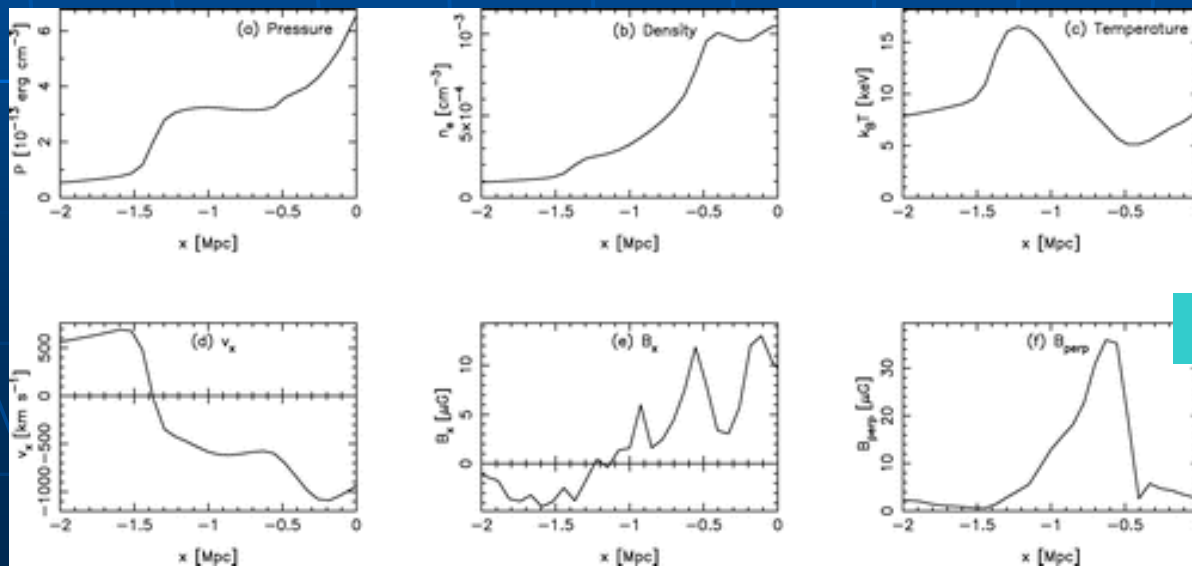 (a) Pressure
P [10⁻¹³ erg cm⁻³]
6
4
2
0
−2 −1.5 −1 −0.5 0
x [Mpc]
(b) Density
nₑ [cm⁻³]
10⁻³
5×10⁻⁴
0
−2 −1.5 −1 −0.5 0
x [Mpc]
(c) Temperature
k_BT [keV]
15
10
5
0
−2 −1.5 −1 −0.5
x [Mpc]
(d) vₓ
vₓ [km s⁻¹]
500
0
−500
−1000
−2 −1.5 −1 −0.5 0
x [Mpc]
(e) Bₓ
Bₓ [μG]
10
5
0
−2 −1.5 −1 −0.5 0
x [Mpc]
(f) B_perp
B_perp [μG]
30
20
10
0
−2 −1.5 −1 −0.5
x [Mpc]